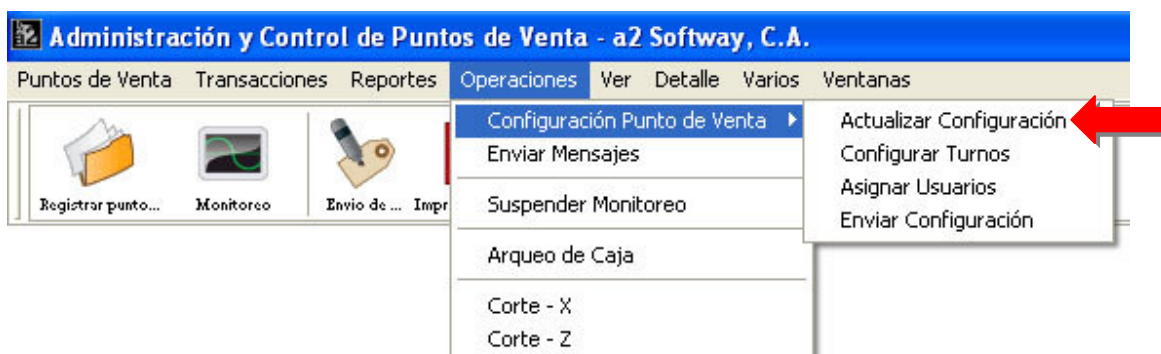 Administración y Control de Puntos de Venta - a2 Softway, C.A.
Puntos de Venta Transacciones Reportes Operaciones Ver Detalle Varios Ventanas
Registrar punto... Monitoreo Envio de ... Impr
Configuración Punto de Venta
Enviar Mensajes
Suspender Monitoreo
Arqueo de Caja
Corte - X
Corte - Z
Actualizar Configuración
Configurar Turnos
Asignar Usuarios
Enviar Configuración